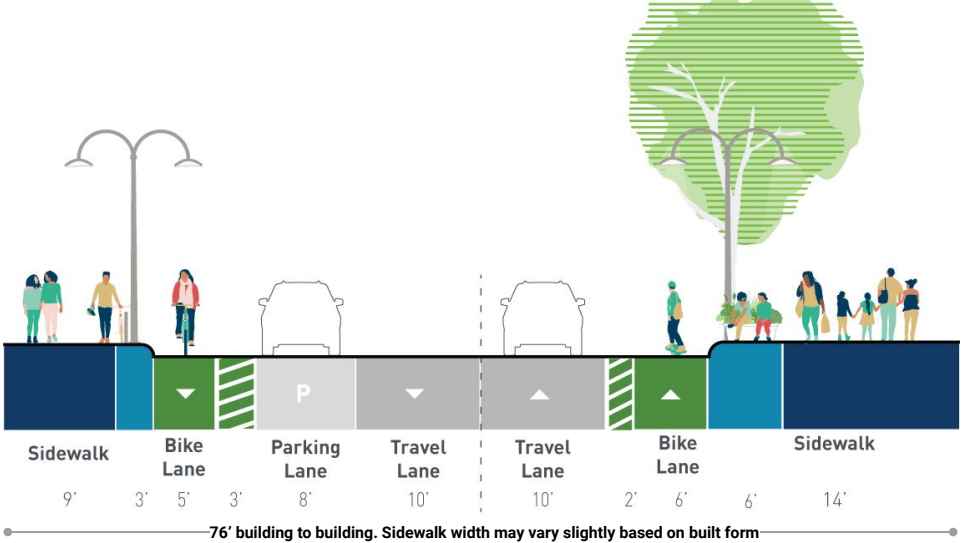 P
Sidewalk
Bike
Lane
Parking
Lane
Travel
Lane
Travel
Lane
Bike
Lane
Sidewalk
9' 3' 5' 3' 8' 10' 10' 2' 6' 6' 14'
76' building to building. Sidewalk width may vary slightly based on built form